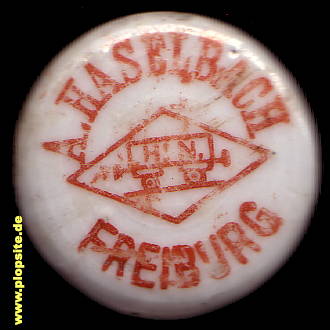 A. HASELBACH
H. N.
FREIBURG
www.plopsite.de